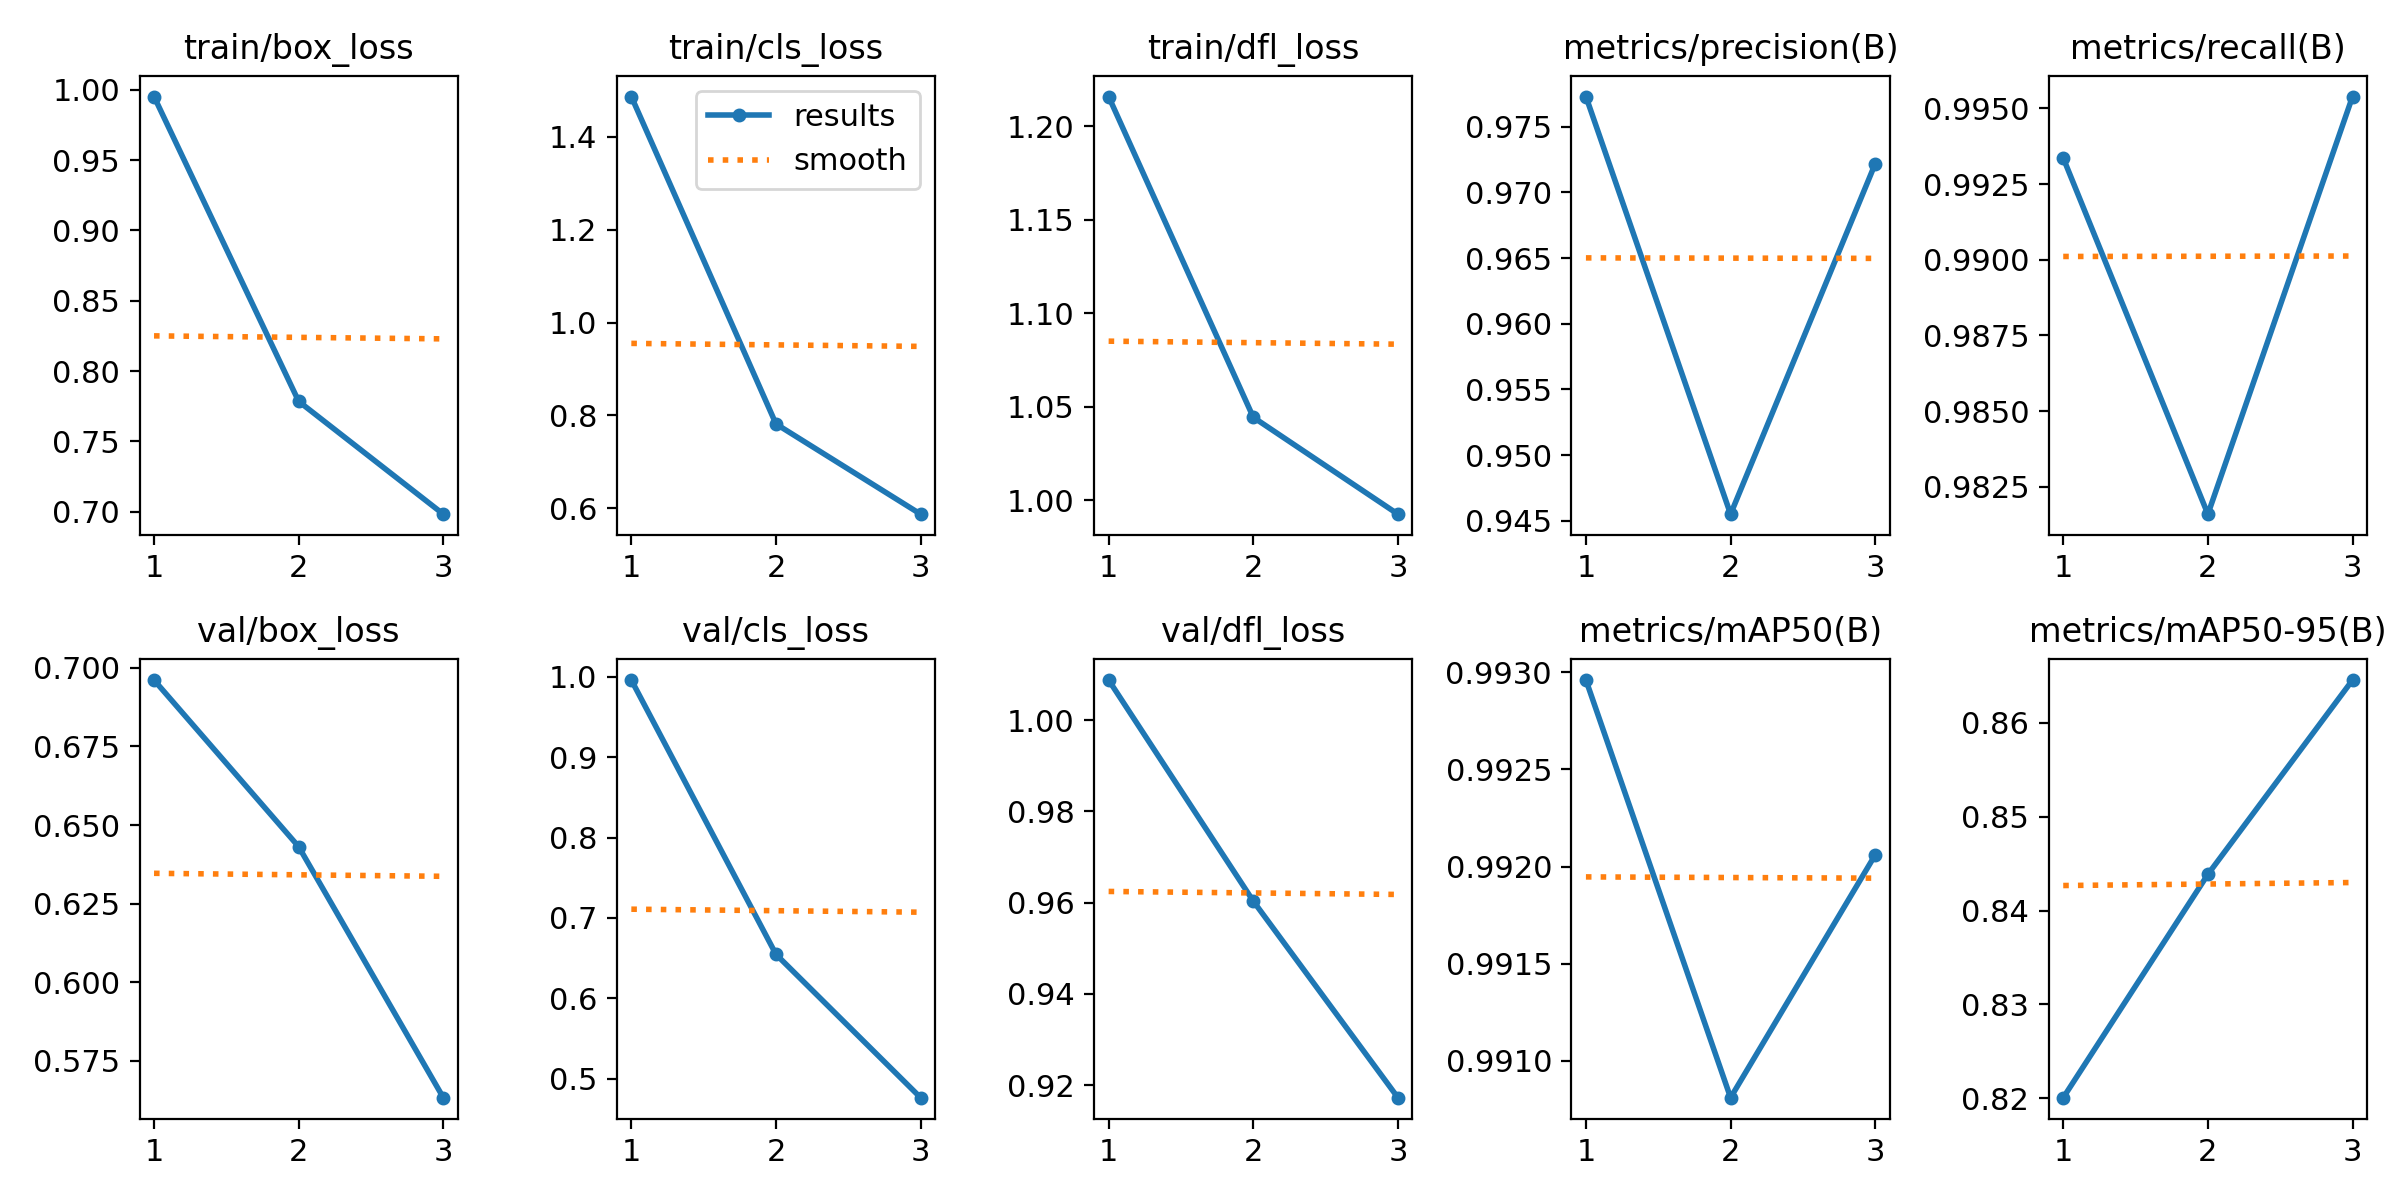 train/box_loss
1.00
0.95
0.90
0.85
0.80
0.75
0.70
1 2 3
train/cls_loss
results
smooth
1.4
1.2
1.0
0.8
0.6
1 2 3
train/dfl_loss
1.20
1.15
1.10
1.05
1.00
1 2 3
metrics/precision(B)
0.975
0.970
0.965
0.960
0.955
0.950
0.945
1 2 3
metrics/recall(B)
0.9950
0.9925
0.9900
0.9875
0.9850
0.9825
1 2 3
val/box_loss
0.700
0.675
0.650
0.625
0.600
0.575
1 2 3
val/cls_loss
1.0
0.9
0.8
0.7
0.6
0.5
1 2 3
val/dfl_loss
1.00
0.98
0.96
0.94
0.92
1 2 3
metrics/mAP50(B)
0.9930
0.9925
0.9920
0.9915
0.9910
1 2 3
metrics/mAP50-95(B)
0.86
0.85
0.84
0.83
0.82
1 2 3